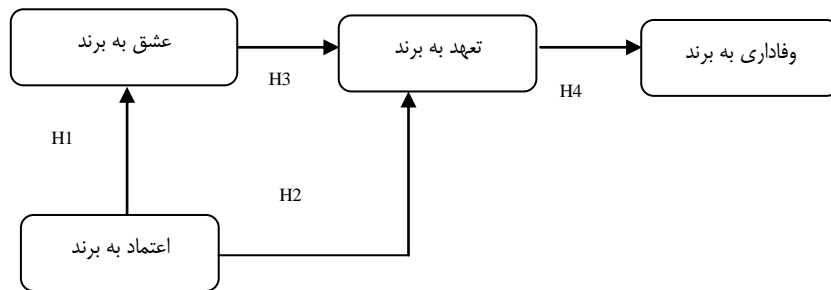 عشق به برند
تعهد به برند
وفاداری به برند
H3
H4
H1
H2
اعتماد به برند